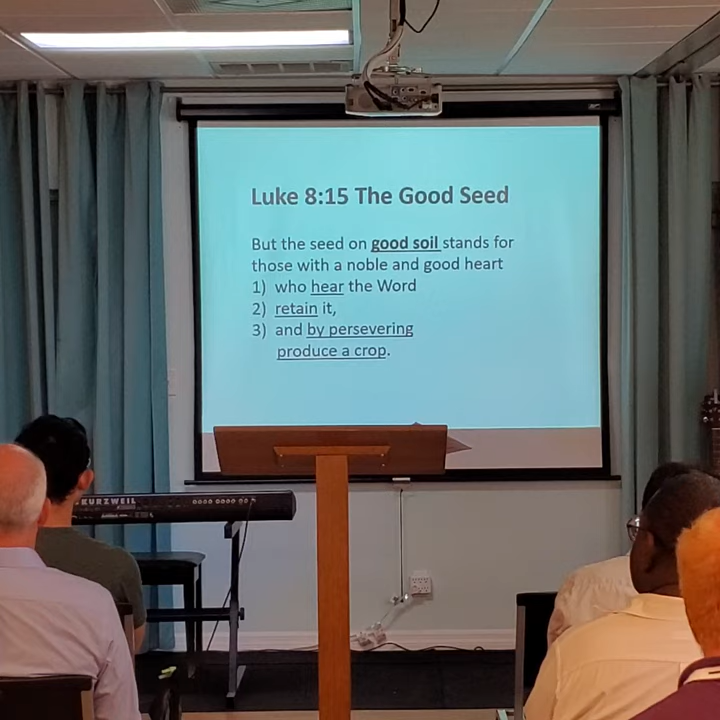 Luke 8:15 The Good Seed
But the seed on good soil stands for
those with a noble and good heart
1) who hear the Word
2) retain it,
3) and by persevering
produce a crop.
KURZWEIL